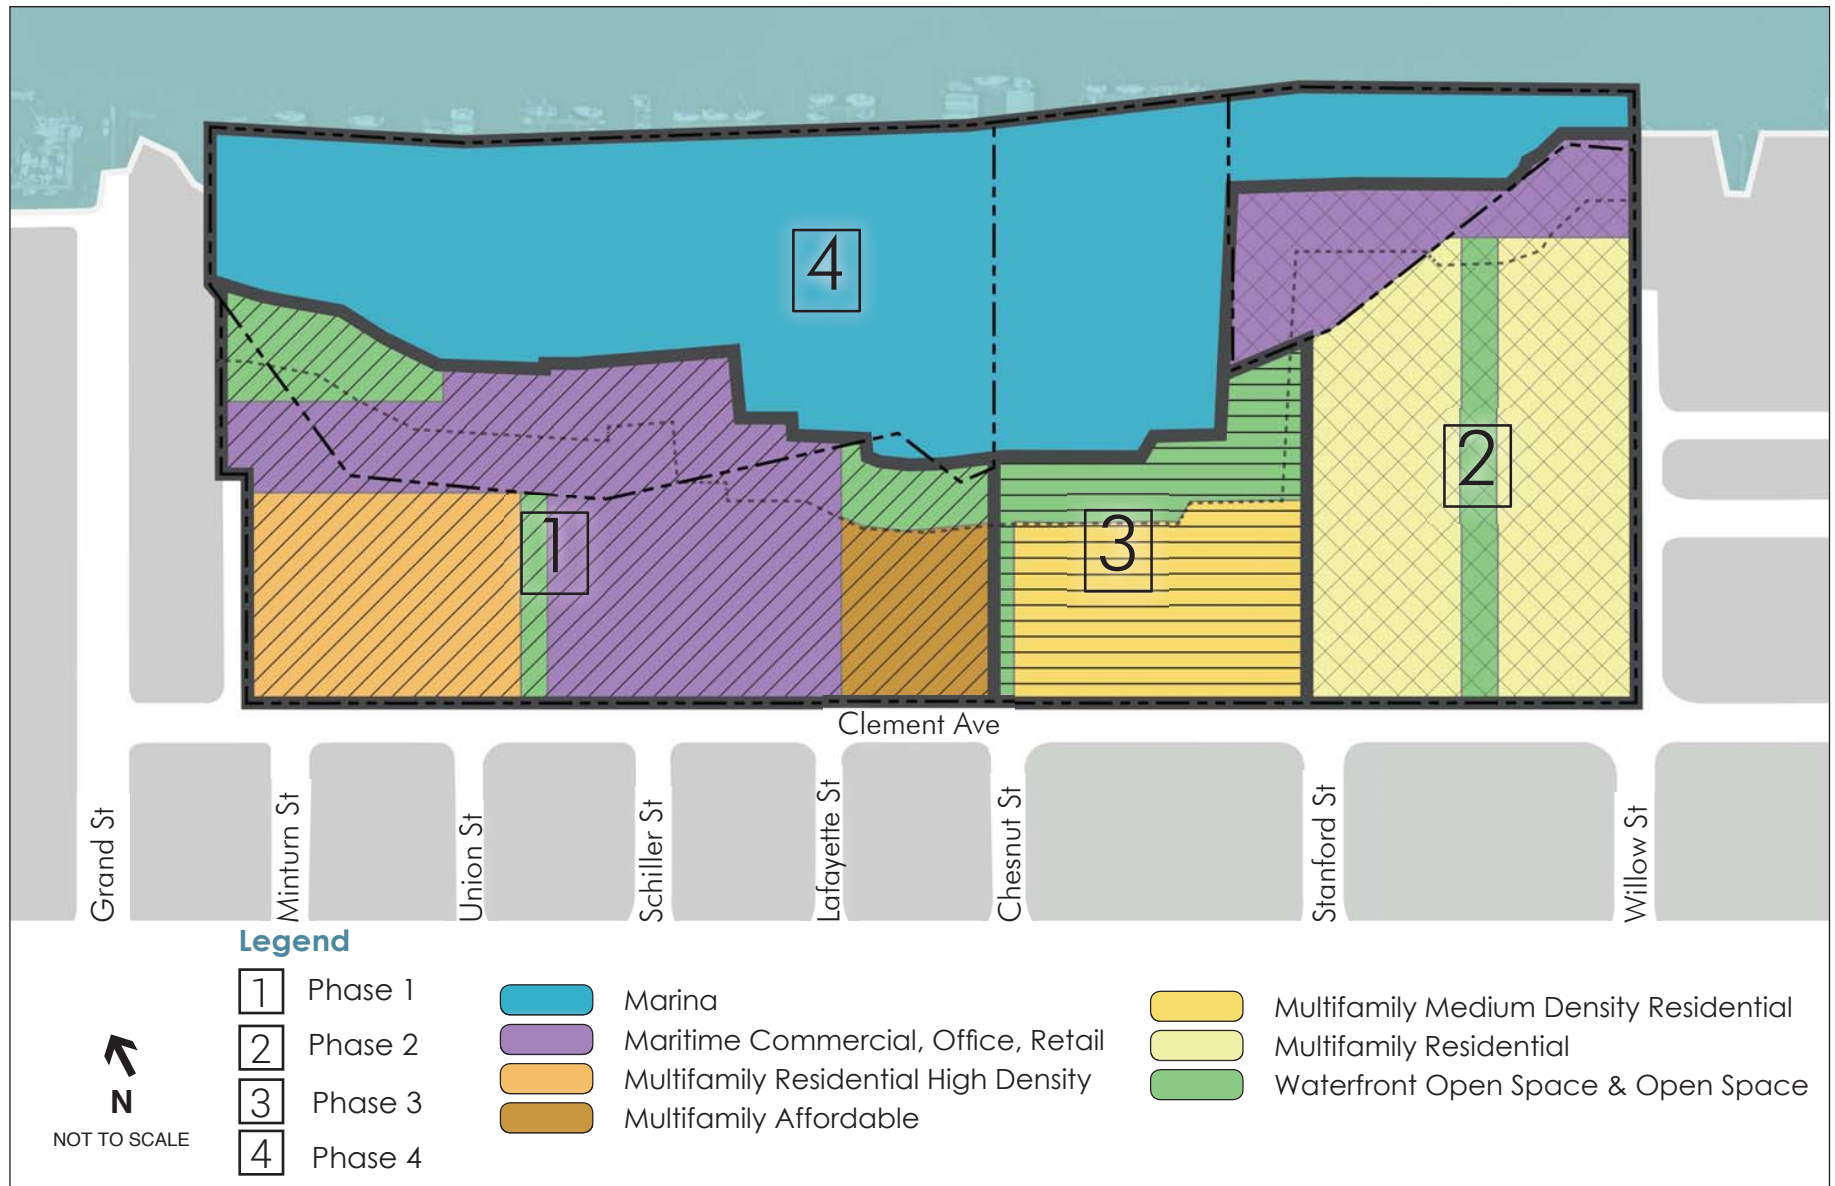 4
2
1
3
Clement Ave
Grand St
Minturn St
Union St
Schiller St
Lafayette St
Chesnut St
Stanford St
Willow St
Legend
1 Phase 1
2 Phase 2
3 Phase 3
4 Phase 4
Marina
Maritime Commercial, Office, Retail
Multifamily Residential High Density
Multifamily Affordable
Multifamily Medium Density Residential
Multifamily Residential
Waterfront Open Space & Open Space
N
NOT TO SCALE